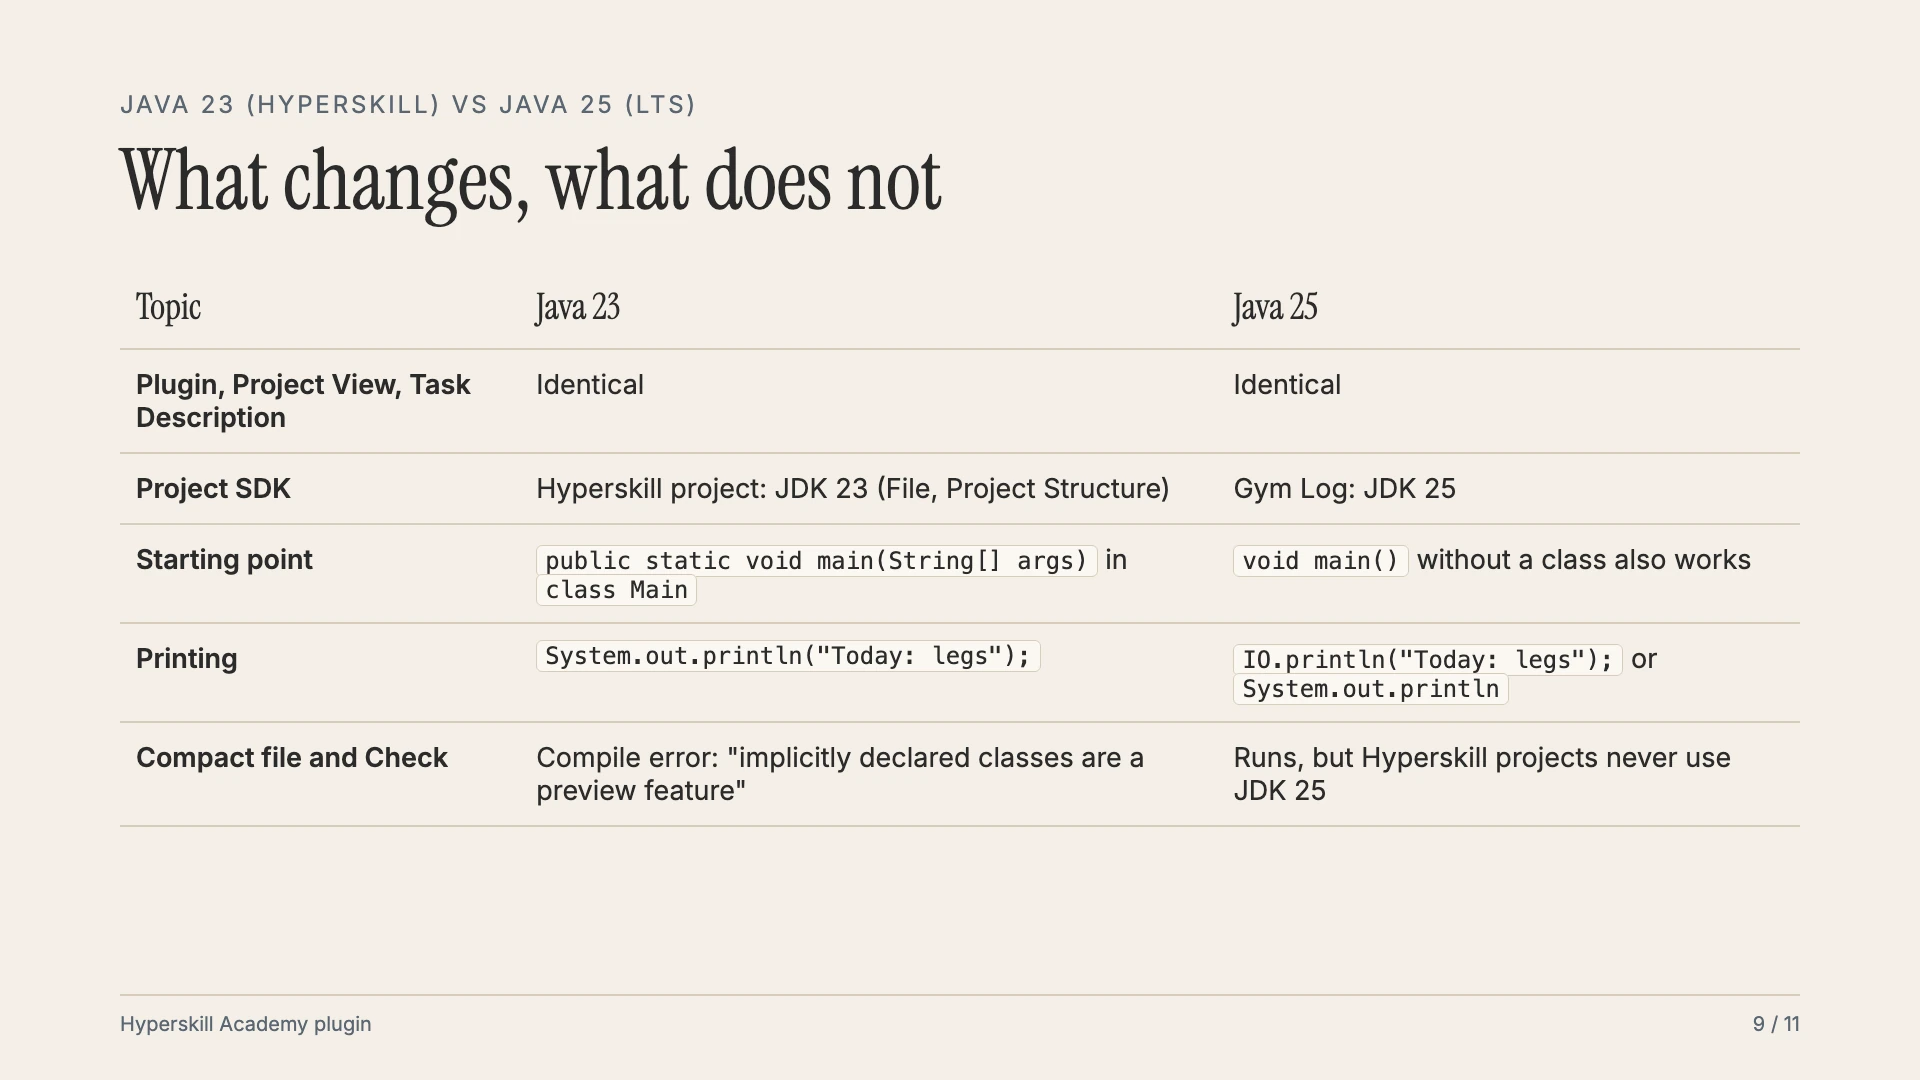 JAVA 23 (HYPERSKILL) VS JAVA 25 (LTS)
What changes, what does not
Topic
Java 23
Java 25
Plugin, Project View, Task
Description
Identical
Identical
Project SDK
Hyperskill project: JDK 23 (File, Project Structure)
Gym Log: JDK 25
Starting point
public static void main(String[] args) in
class Main
void main() without a class also works
Printing
System.out.println("Today: legs");
IO.println("Today: legs"); or
System.out.println
Compact file and Check
Compile error: "implicitly declared classes are a
preview feature"
Runs, but Hyperskill projects never use
JDK 25
Hyperskill Academy plugin
9 / 11